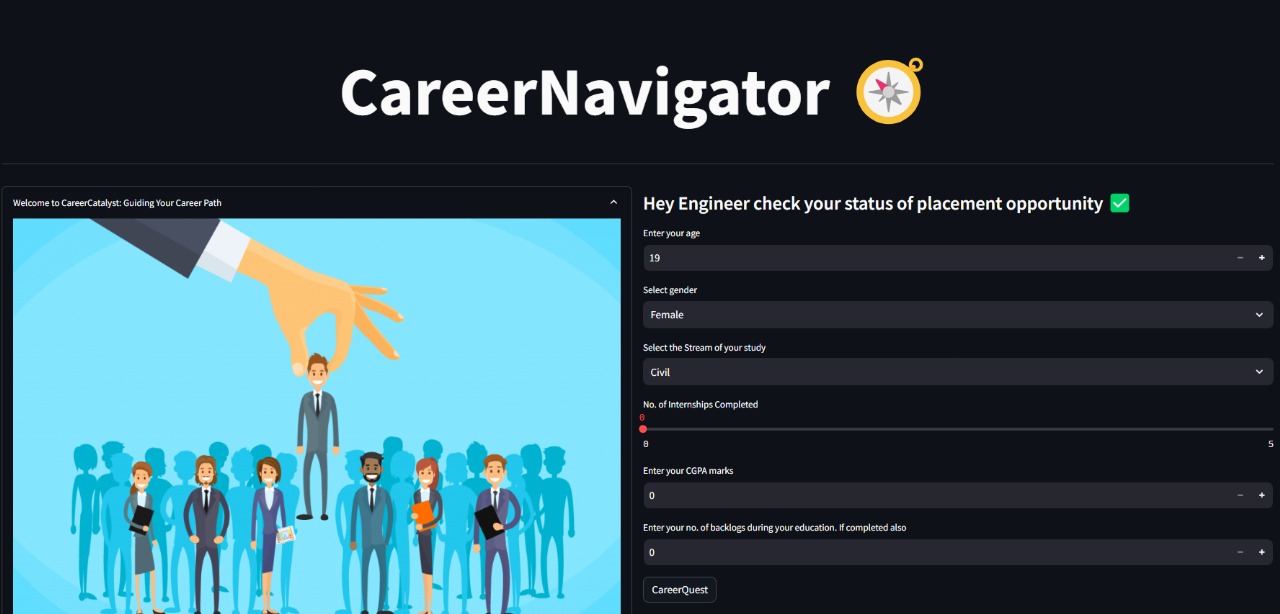 CareerNavigator
Welcome to CareerCatalyst: Guiding Your Career Path
Hey Engineer check your status of placement opportunity
Enter your age
19
Select gender
Female
Select the Stream of your study
Civil
No. of Internships Completed
0
0 5
Enter your CGPA marks
0
Enter your no. of backlogs during your education. If completed also
0
CareerQuest